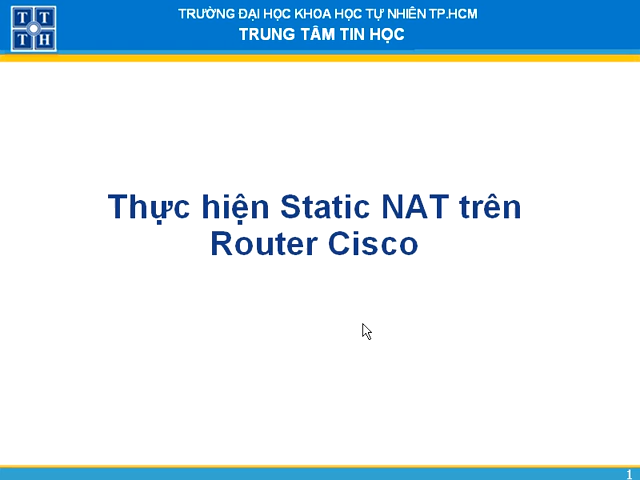 TRƯỜNG ĐẠI HỌC KHOA HỌC TỰ NHIÊN TP.HCM
TRUNG TÂM TIN HỌC
T T
T H
Thực hiện Static NAT trên
Router Cisco
1